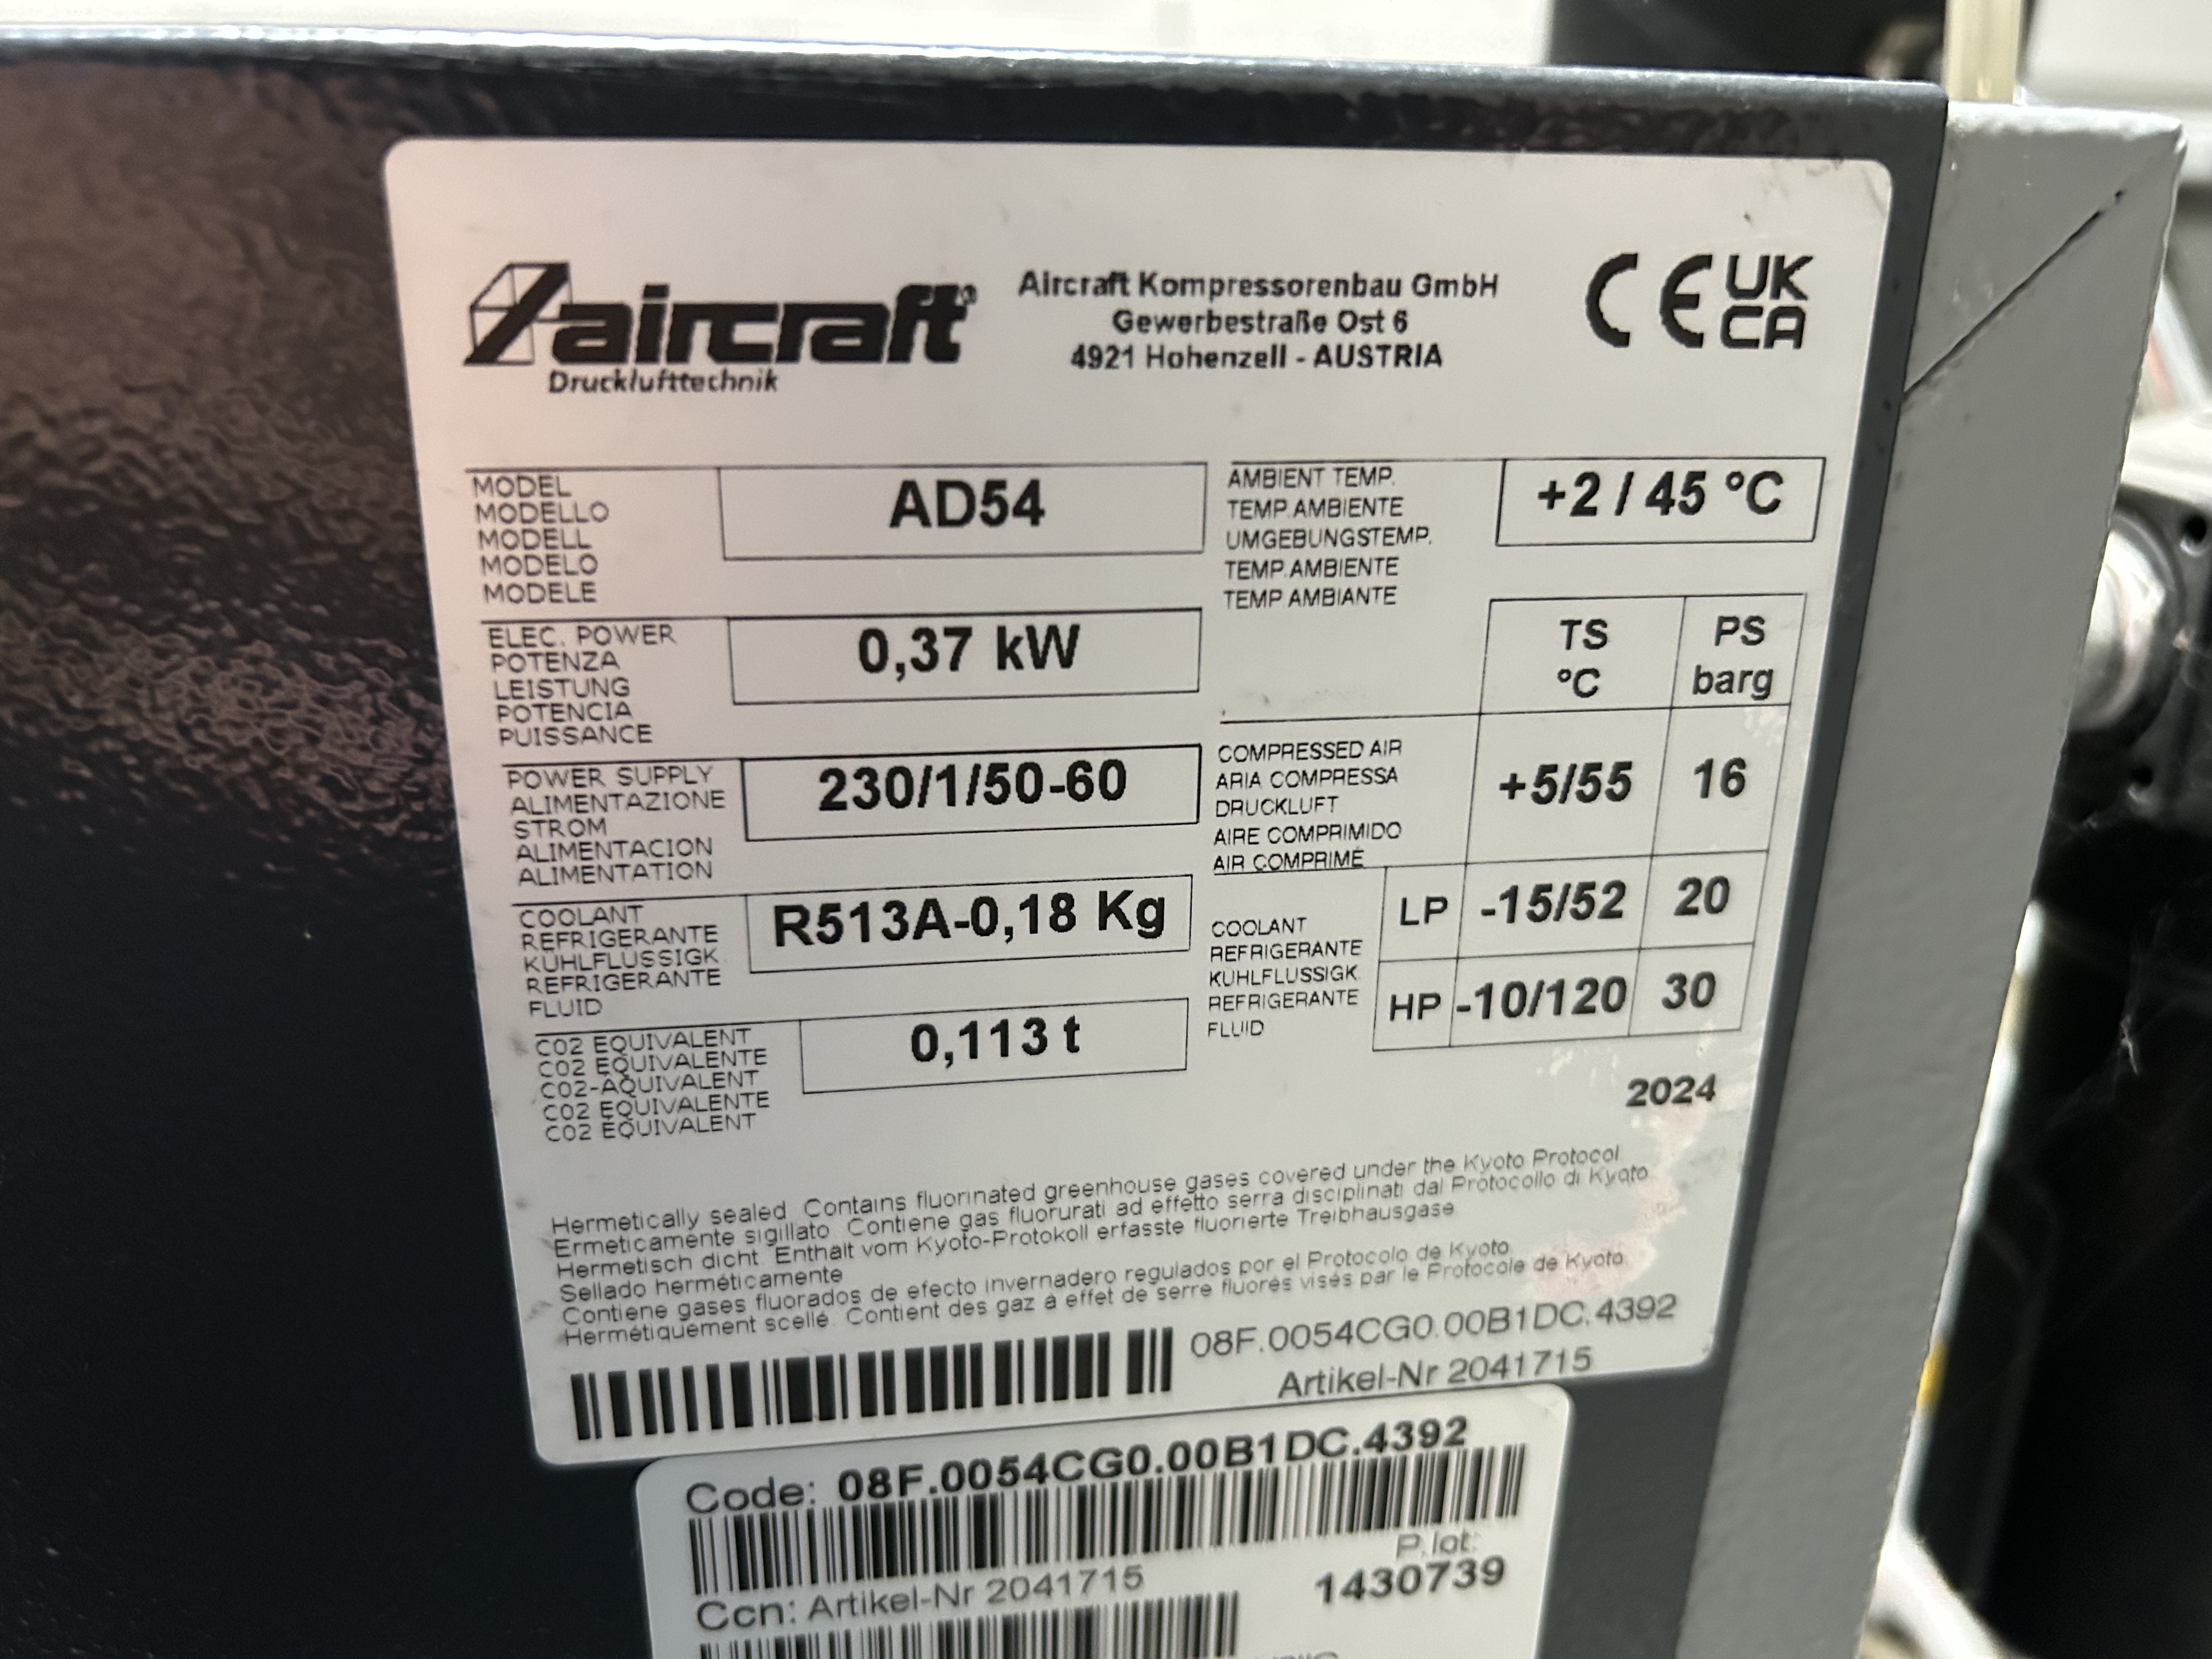 aircraft®
Drucklufttechnik
Aircraft Kompressorenbau GmbH
Gewerbestraße Ost 6
4921 Hohenzell - AUSTRIA
CE UK
CA
MODEL
MODELLO
MODELL
MODELO
MODELE
AD54
ELEC. POWER
POTENZA
LEISTUNG
POTENCIA
PUISSANCE
0,37 kW
POWER SUPPLY
ALIMENTAZIONE
STROM
ALIMENTACION
ALIMENTATION
230/1/50-60
COOLANT
REFRIGERANTE
KUHLFLUSSIGK
REFRIGERANTE
FLUID
R513A-0,18 Kg
C02 EQUIVALENT
C02 EQUIVALENTE
C02-AQUIVALENT
C02 EQUIVALENTE
C02 EQUIVALENT
0,113 t
AMBIENT TEMP.
TEMP.AMBIENTE
UMGEBUNGSTEMP.
TEMP.AMBIENTE
TEMP.AMBIANTE
+2 / 45 °C
TS
°C
PS
barg
COMPRESSED AIR
ARIA COMPRESSA
DRUCKLUFT
AIRE COMPRIMIDO
AIR COMPRIMÉ
+5/55 16
COOLANT
REFRIGERANTE
KUHLFLUSSIGK.
REFRIGERANTE
FLUID
LP -15/52 20
HP -10/120 30
2024
Hermetically sealed. Contains fluorinated greenhouse gases covered under the Kyoto Protocol.
Ermeticamente sigillato. Contiene gas fluorurati ad effetto serra disciplinati dal Protocollo di Kyoto.
Hermetisch dicht. Enthält vom Kyoto-Protokoll erfasste fluorierte Treibhausgase.
Sellado herméticamente
Contiene gases fluorados de efecto invernadero regulados por el Protocolo de Kyoto.
Hermétiquement scellé. Contient des gaz à effet de serre fluorés visés par le Protocole de Kyoto.
08F.0054CG0.00B1DC.4392
Artikel-Nr 2041715
Code: 08F.0054CG0.00B1DC.4392
P.lot:
Ccn: Artikel-Nr 2041715
1430739